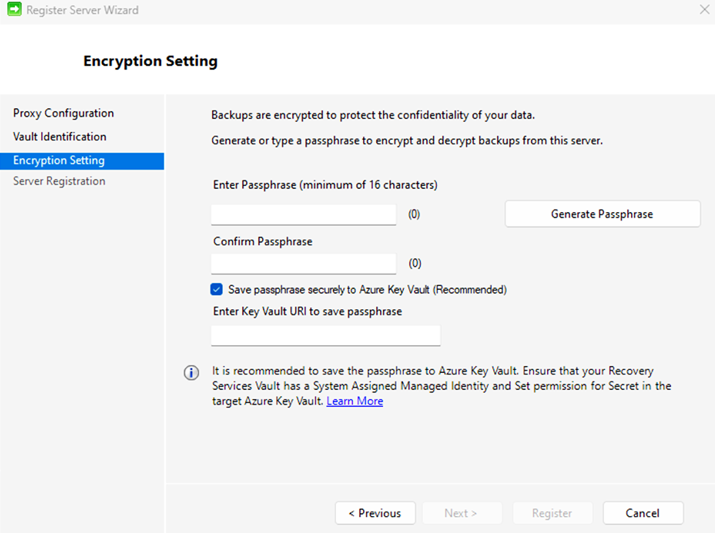 Register Server Wizard
Encryption Setting
Proxy Configuration
Vault Identification
Encryption Setting
Server Registration
Backups are encrypted to protect the confidentiality of your data.
Generate or type a passphrase to encrypt and decrypt backups from this server.
Enter Passphrase (minimum of 16 characters)
(0)
Generate Passphrase
Confirm Passphrase
(0)
Save passphrase securely to Azure Key Vault (Recommended)
Enter Key Vault URI to save passphrase
It is recommended to save the passphrase to Azure Key Vault. Ensure that your Recovery
Services Vault has a System Assigned Managed Identity and Set permission for Secret in the
target Azure Key Vault. Learn More
< Previous
Next >
Register
Cancel